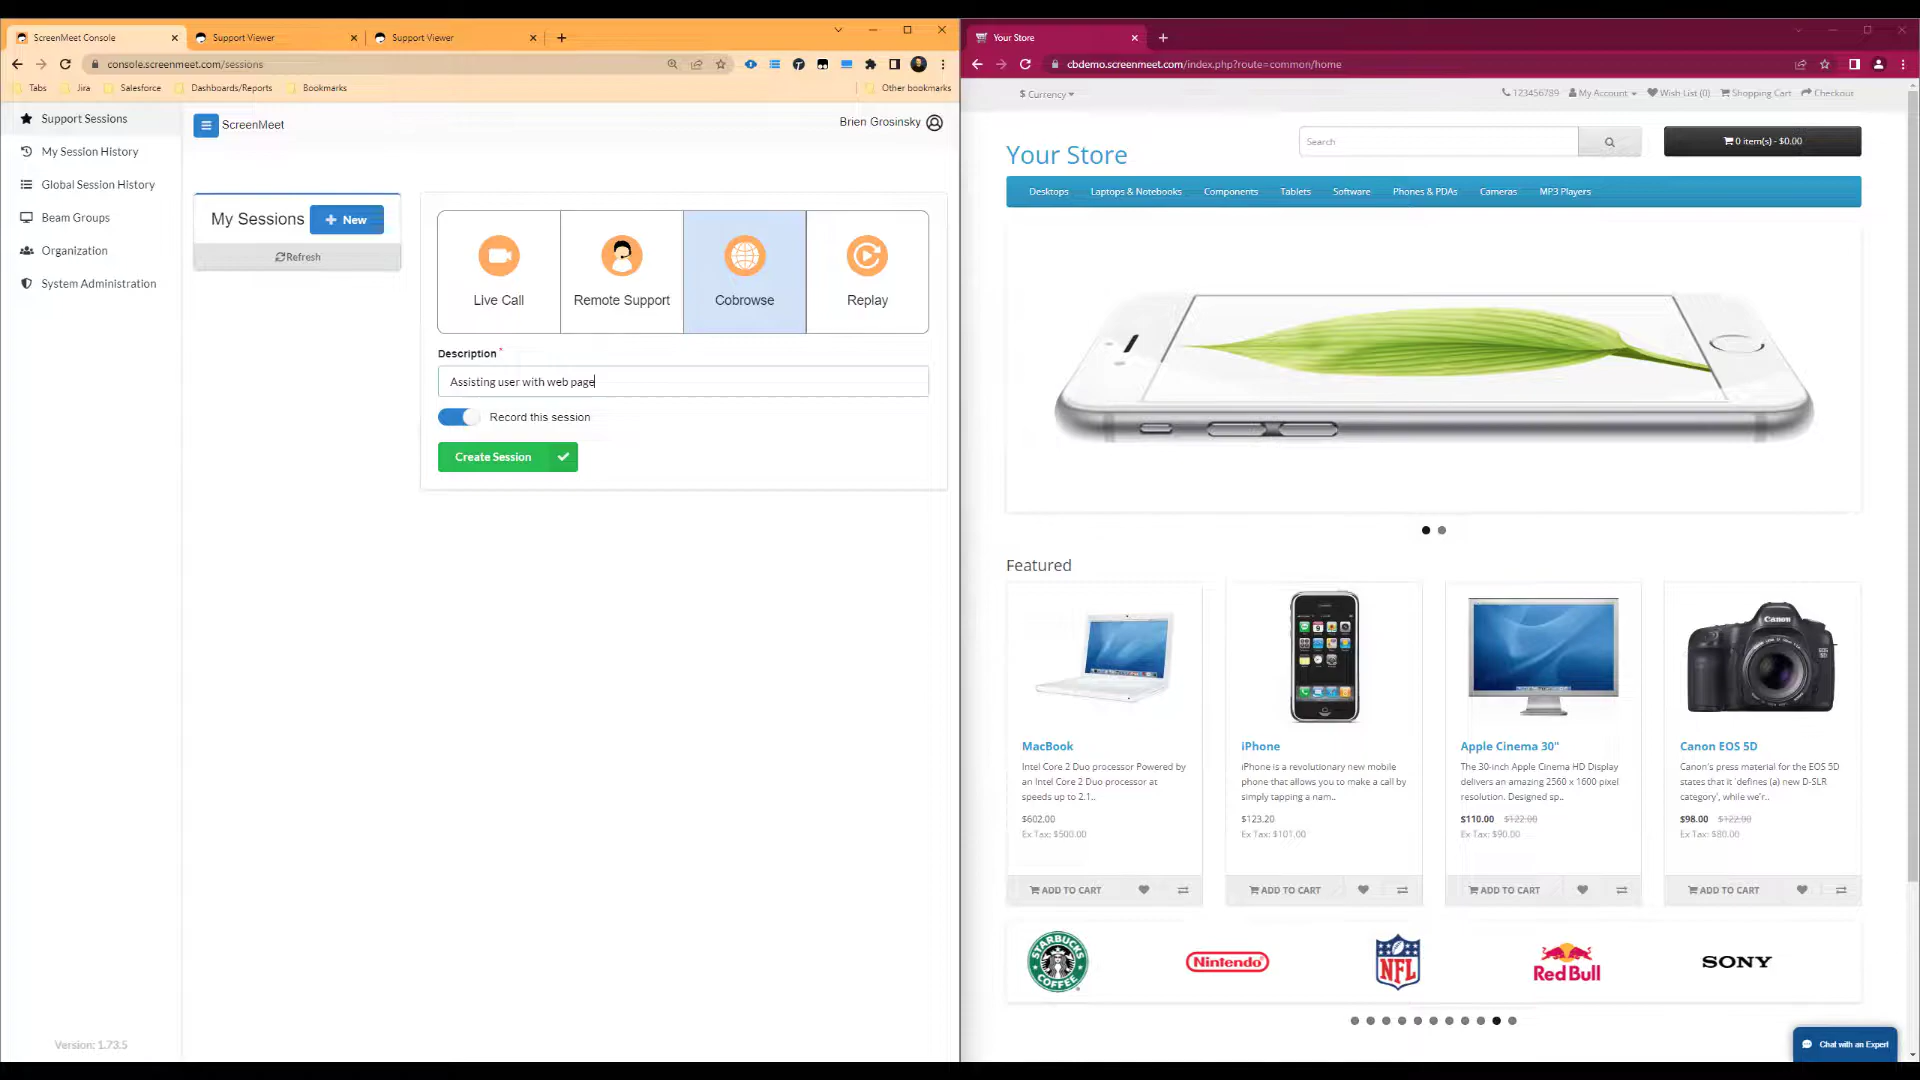 ScreenMeet Console
Support Viewer
Support Viewer
console.screenmeet.com/sessions
Tabs
Jira
Salesforce
Dashboards/Reports
Bookmarks
Other bookmarks
Support Sessions
My Session History
Global Session History
Beam Groups
Organization
System Administration
Version: 1.73.5
ScreenMeet
Brien Grosinsky
My Sessions
+ New
Refresh
Live Call
Remote Support
Cobrowse
Replay
Description *
Assisting user with web page
Record this session
Create Session
Your Store
cbdemo.screenmeet.com/index.php?route=common/home
$ Currency
123456789
My Account
Wish List (0)
Shopping Cart
Checkout
Your Store
Search
0 item(s) - $0.00
Desktops
Laptops & Notebooks
Components
Tablets
Software
Phones & PDAs
Cameras
MP3 Players
Featured
MacBook
Intel Core 2 Duo processor Powered by
an Intel Core 2 Duo processor at
speeds up to 2.1..
$602.00
Ex Tax: $500.00
ADD TO CART
iPhone
iPhone is a revolutionary new mobile
phone that allows you to make a call by
simply tapping a nam..
$123.20
Ex Tax: $101.00
ADD TO CART
Apple Cinema 30"
The 30-inch Apple Cinema HD Display
delivers an amazing 2560 x 1600 pixel
resolution. Designed sp..
$110.00 $122.00
Ex Tax: $90.00
ADD TO CART
Canon
EOS
5D
Canon EOS 5D
Canon's press material for the EOS 5D
states that it 'defines (a) new D-SLR
category', while we'r..
$98.00 $122.00
Ex Tax: $80.00
ADD TO CART
STARBUCKS
COFFEE
Nintendo
NFL
Red Bull
SONY
Chat with an Expert